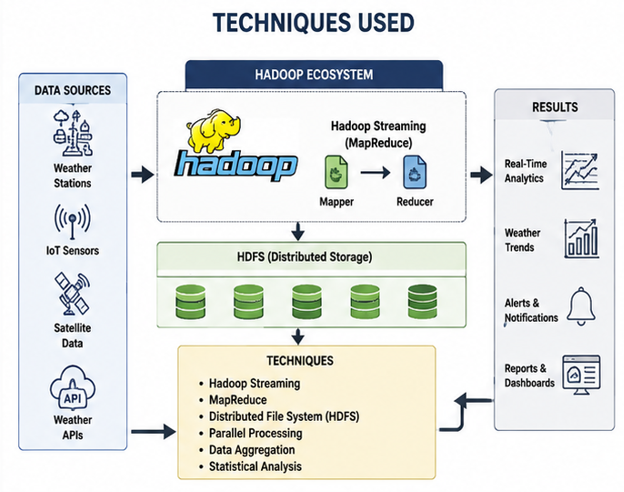 TECHNIQUES USED
DATA SOURCES
Weather
Stations
IoT Sensors
Satellite
Data
API
Weather
APIs
HADOOP ECOSYSTEM
hadoop
Hadoop Streaming
(MapReduce)
Mapper
Reducer
HDFS (Distributed Storage)
TECHNIQUES
• Hadoop Streaming
• MapReduce
• Distributed File System (HDFS)
• Parallel Processing
• Data Aggregation
• Statistical Analysis
RESULTS
Real-Time
Analytics
Weather
Trends
Alerts &
Notifications
Reports &
Dashboards